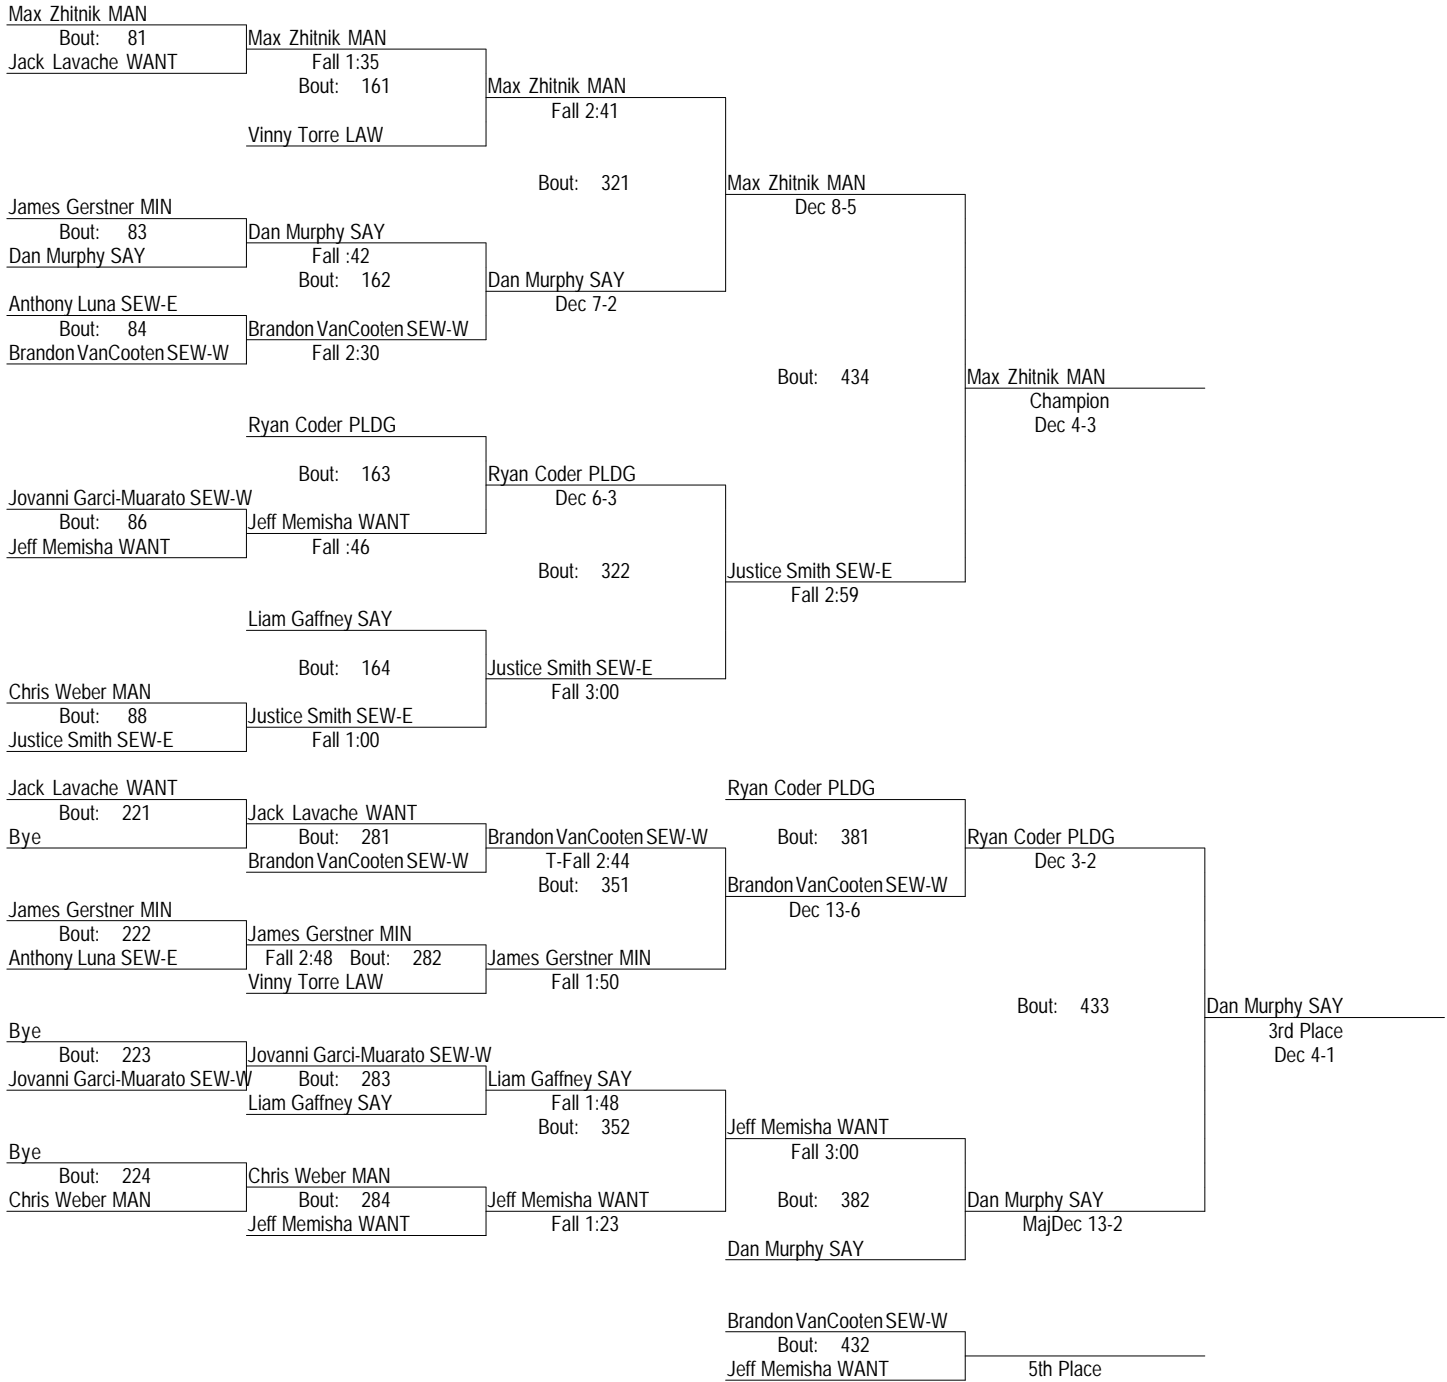 Max Zhitnik MAN
Bout: 81 Max Zhitnik MAN
Jack Lavache WANT Fall 1:35
Bout: 161 Max Zhitnik MAN
Fall 2:41
Vinny Torre LAW
Bout: 321 Max Zhitnik MAN
James Gerstner MIN Dec 8-5
Bout: 83 Dan Murphy SAY
Dan Murphy SAY Fall :42
Bout: 162 Dan Murphy SAY
Anthony Luna SEW-E Dec 7-2
Bout: 84 Brandon VanCooten SEW-W
Brandon VanCooten SEW-W Fall 2:30
Bout: 434 Max Zhitnik MAN
Champion
Ryan Coder PLDG Dec 4-3
Bout: 163 Ryan Coder PLDG
Jovanni Garci-Muarato SEW-W Dec 6-3
Bout: 86 Jeff Memisha WANT
Jeff Memisha WANT Fall :46
Bout: 322 Justice Smith SEW-E
Fall 2:59
Liam Gaffney SAY
Bout: 164 Justice Smith SEW-E
Chris Weber MAN Fall 3:00
Bout: 88 Justice Smith SEW-E
Justice Smith SEW-E Fall 1:00
Jack Lavache WANT Ryan Coder PLDG
Bout: 221 Jack Lavache WANT
Bye Bout: 281 Brandon VanCooten SEW-W Bout: 381 Ryan Coder PLDG
Brandon VanCooten SEW-W T-Fall 2:44 Dec 3-2
Bout: 351 Brandon VanCooten SEW-W
James Gerstner MIN Dec 13-6
Bout: 222 James Gerstner MIN
Anthony Luna SEW-E Fall 2:48 Bout: 282 James Gerstner MIN
Vinny Torre LAW Fall 1:50
Bout: 433 Dan Murphy SAY
Bye 3rd Place
Bout: 223 Jovanni Garci-Muarato SEW-W Dec 4-1
Jovanni Garci-Muarato SEW-W Bout: 283 Liam Gaffney SAY
Liam Gaffney SAY Fall 1:48
Bout: 352 Jeff Memisha WANT
Bye Fall 3:00
Bout: 224 Chris Weber MAN
Chris Weber MAN Bout: 284 Jeff Memisha WANT Bout: 382 Dan Murphy SAY
Jeff Memisha WANT Fall 1:23 MajDec 13-2
Dan Murphy SAY
Brandon VanCooten SEW-W
Bout: 432
Jeff Memisha WANT 5th Place